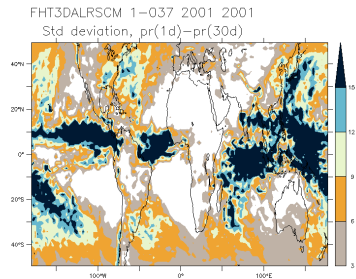 FHT3DALRSCM 1-037 2001 2001
Std deviation, pr(1d)-pr(30d)
40°N
20°N
0°
20°S
40°S
100°W
0°
100°E
15
12
9
6
3